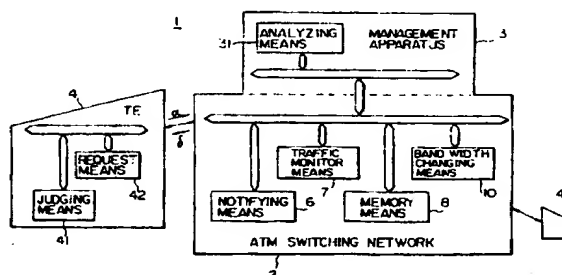 1
31
ANALYZING
MEANS
MANAGEMENT
APPARATUS
3
4
TE
α
δ
REQUEST
MEANS
42
JUDGING
MEANS
41
TRAFFIC
MONITOR
MEANS
7
BAND WIDTH
CHANGING
MEANS
10
NOTIFYING
MEANS
6
MEMORY
MEANS
8
ATM SWITCHING NETWORK
2
4